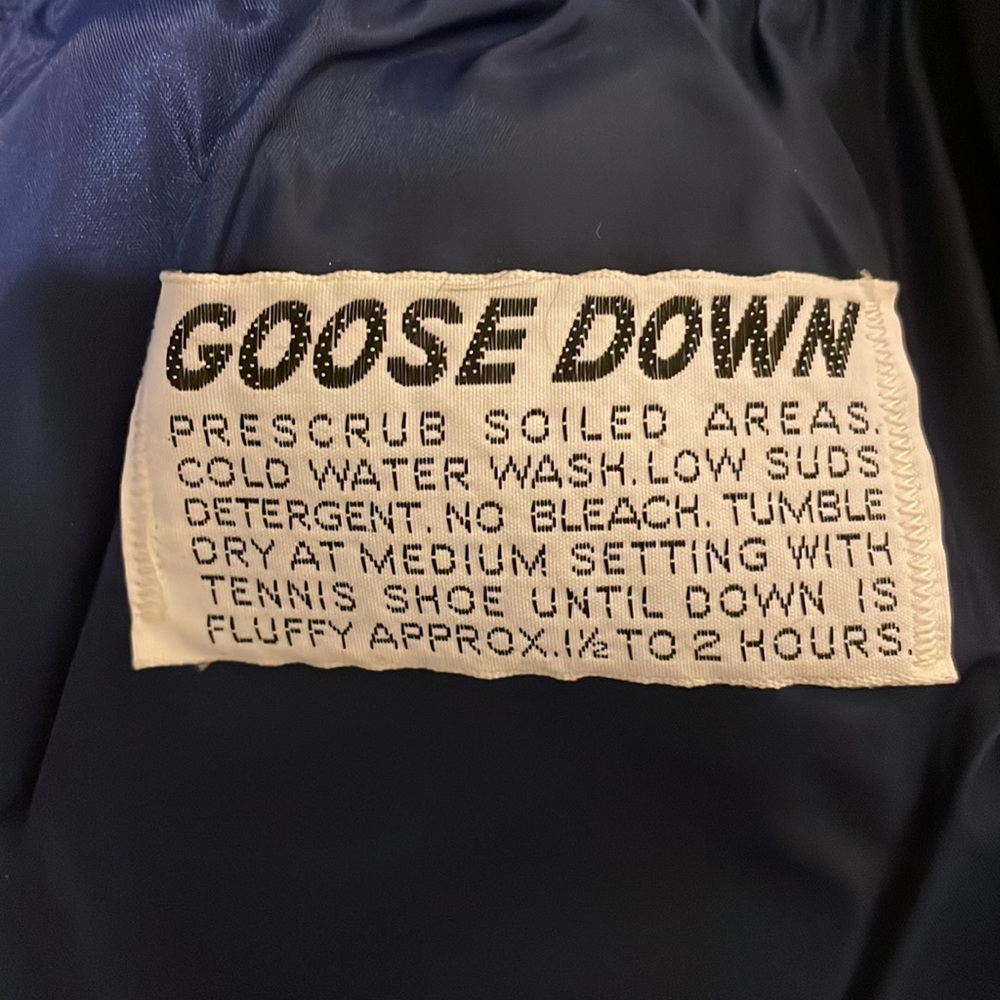 GOOSE DOWN
PRESCRUB SOILED AREAS.
COLD WATER WASH. LOW SUDS
DETERGENT. NO BLEACH. TUMBLE
DRY AT MEDIUM SETTING WITH
TENNIS SHOE UNTIL DOWN IS
FLUFFY APPROX. 1½ TO 2 HOURS.